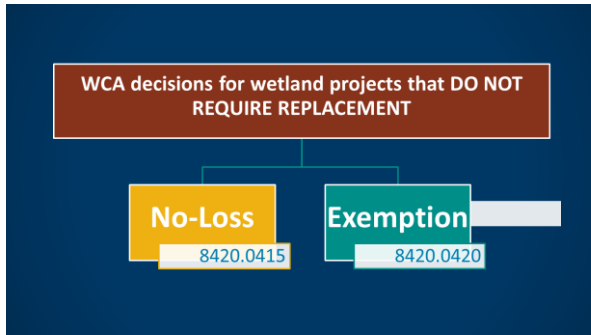 WCA decisions for wetland projects that DO NOT
REQUIRE REPLACEMENT
No-Loss
8420.0415
Exemption
8420.0420